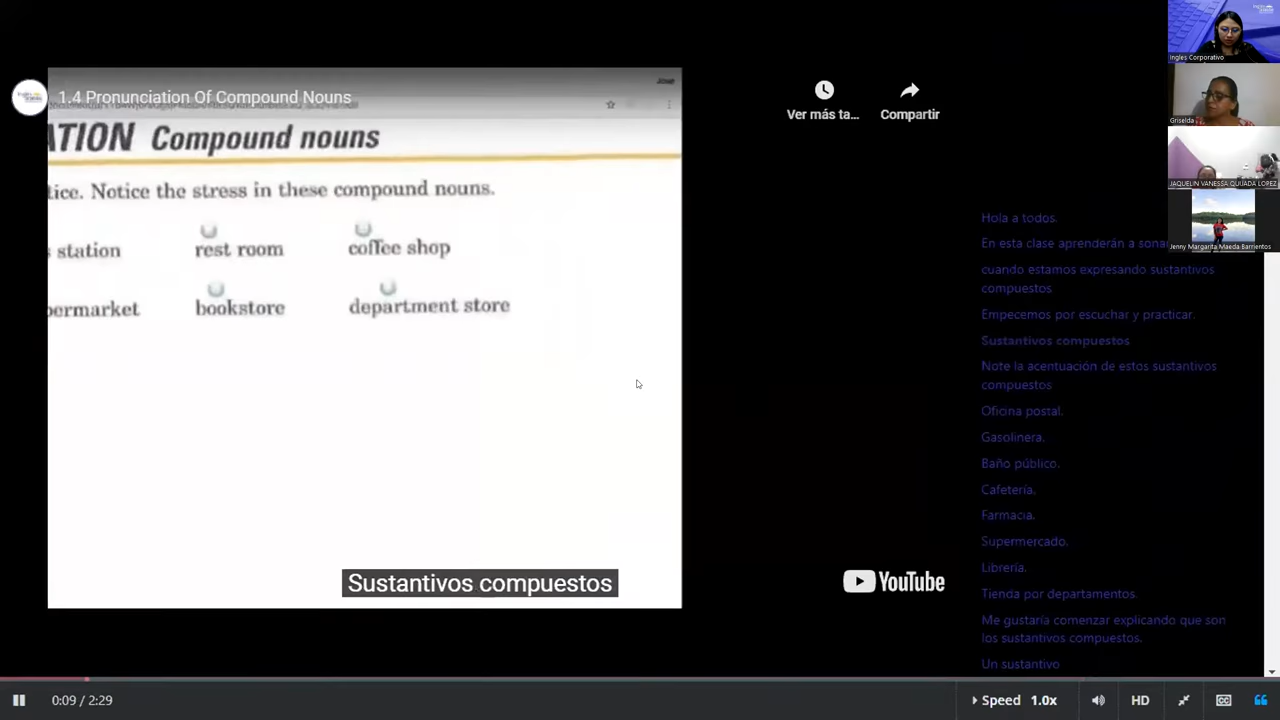 1.4 Pronunciation Of Compound Nouns
José
Ver más ta...
Compartir
ATION Compound nouns
tice. Notice the stress in these compound nouns.
station
rest room
coffee shop
permarket
bookstore
department store
Sustantivos compuestos
YouTube
Ingles Corporativo
Griselda
JAQUELIN VANESSA QUIJADA LOPEZ
Jenny Margarita Maeda Barrientos
Hola a todos.
En esta clase aprenderán a sona
cuando estamos expresando sustantivos
compuestos
Empecemos por escuchar y practicar.
Sustantivos compuestos
Note la acentuación de estos sustantivos
compuestos
Oficina postal.
Gasolinera.
Baño público.
Cafetería.
Farmacia.
Supermercado.
Librería.
Tienda por departamentos.
Me gustaría comenzar explicando que son
los sustantivos compuestos.
Un sustantivo
0:09 / 2:29
Speed 1.0x
HD
CC